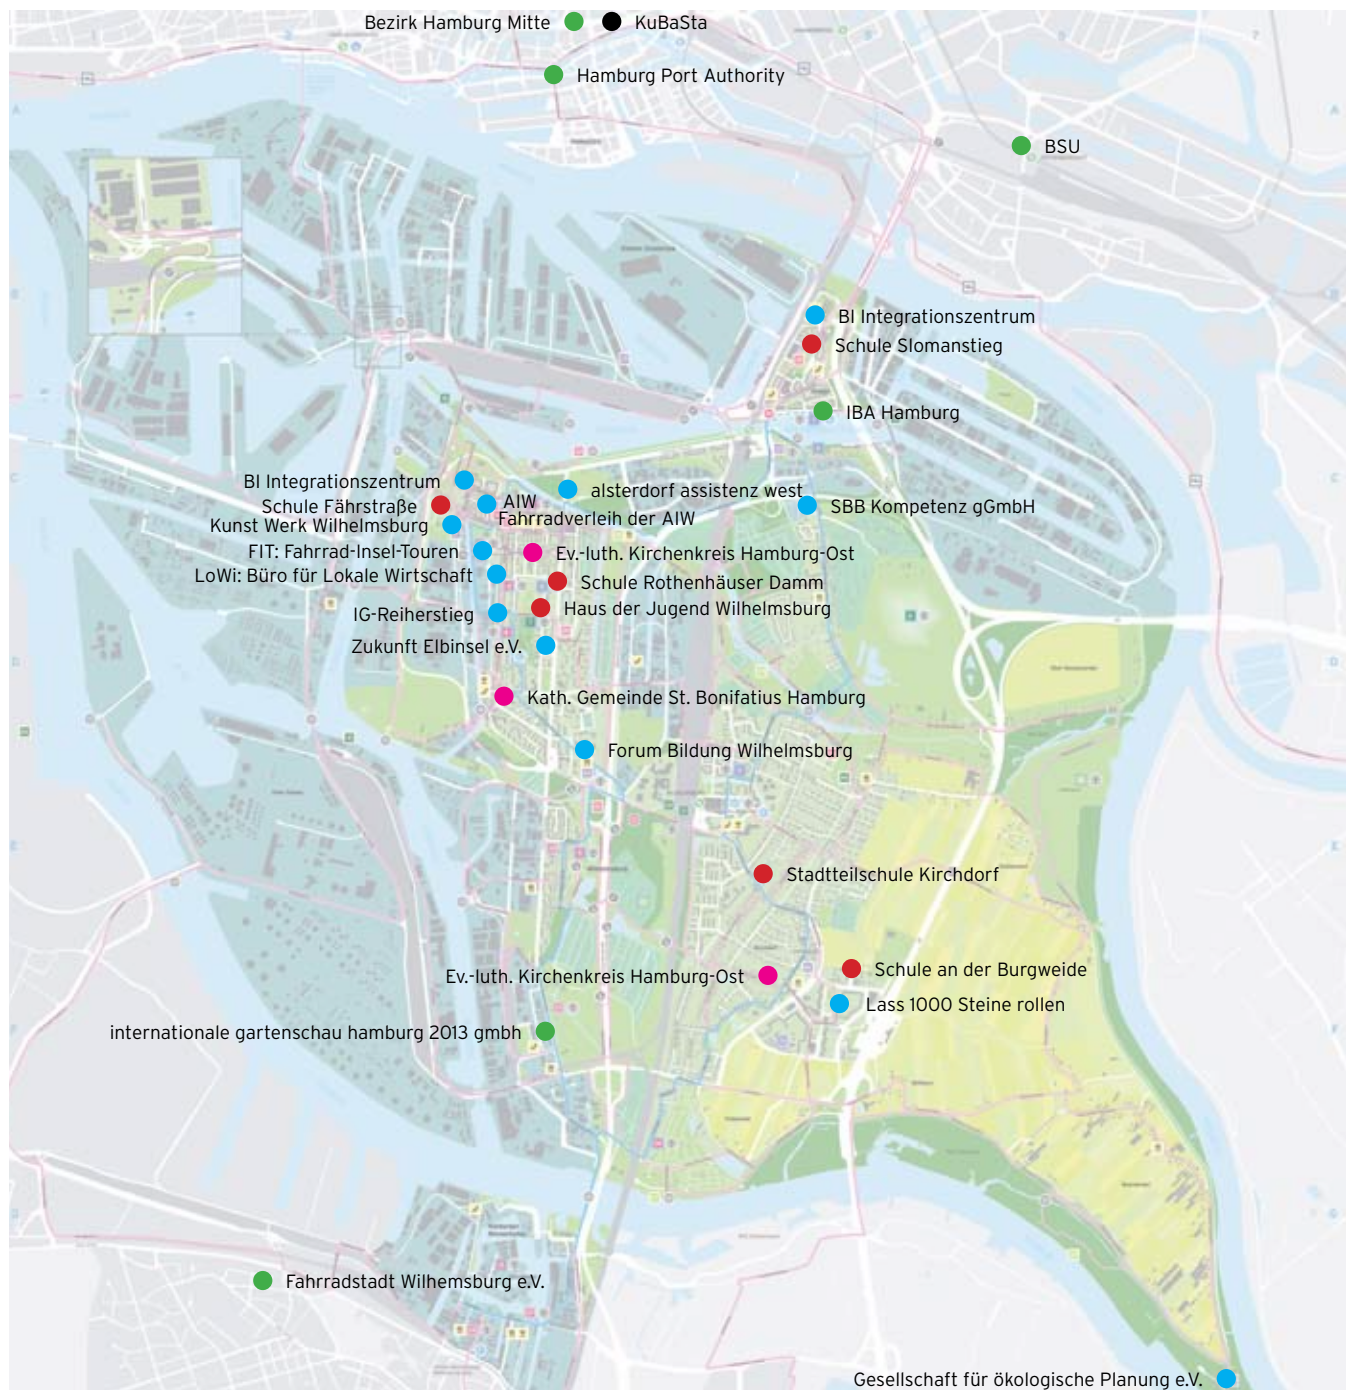 Bezirk Hamburg Mitte
KuBaSta
Hamburg Port Authority
BSU
BI Integrationszentrum
Schule Slomanstieg
IBA Hamburg
BI Integrationszentrum
alsterdorf assistenz west
Schule Fährstraße
AIW
SBB Kompetenz gGmbH
Kunst Werk Wilhelmsburg
Fahrradverleih der AIW
FIT: Fahrrad-Insel-Touren
Ev.-luth. Kirchenkreis Hamburg-Ost
LoWi: Büro für Lokale Wirtschaft
Schule Rothenhäuser Damm
IG-Reiherstieg
Haus der Jugend Wilhelmsburg
Zukunft Elbinsel e.V.
Kath. Gemeinde St. Bonifatius Hamburg
Forum Bildung Wilhelmsburg
Stadtteilschule Kirchdorf
Ev.-luth. Kirchenkreis Hamburg-Ost
Schule an der Burgweide
Lass 1000 Steine rollen
internationale gartenschau hamburg 2013 gmbh
Fahrradstadt Wilhemsburg e.V.
Gesellschaft für ökologische Planung e.V.